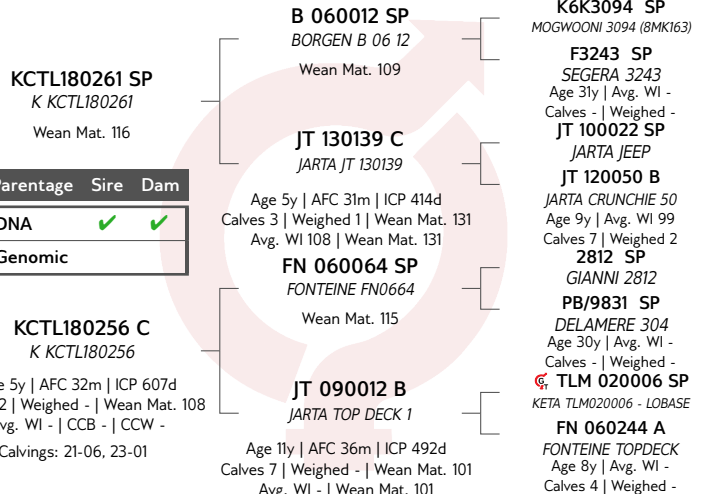 KCTL180261 SP
K KCTL180261
Wean Mat. 116
Parentage Sire Dam
DNA ✔ ✔
Genomic
KCTL180256 C
K KCTL180256
5y | AFC 32m | ICP 607d
2 | Weighed - | Wean Mat. 108
Avg. WI - | CCB - | CCW -
Calvings: 21-06, 23-01
B 060012 SP
BORGEN B 06 12
Wean Mat. 109
JT 130139 C
JARTA JT 130139
Age 5y | AFC 31m | ICP 414d
Calves 3 | Weighed 1 | Wean Mat. 131
Avg. WI 108 | Wean Mat. 131
FN 060064 SP
FONTEINE FN0664
Wean Mat. 115
JT 090012 B
JARTA TOP DECK 1
Age 11y | AFC 36m | ICP 492d
Calves 7 | Weighed - | Wean Mat. 101
Avg. WI - | Wean Mat. 101
K6K3094 SP
MOGWOONI 3094 (8MK163)
F3243 SP
SEGERA 3243
Age 31y | Avg. WI -
Calves - | Weighed -
JT 100022 SP
JARTA JEEP
JT 120050 B
JARTA CRUNCHIE 50
Age 9y | Avg. WI 99
Calves 7 | Weighed 2
2812 SP
GIANNI 2812
PB/9831 SP
DELAMERE 304
Age 30y | Avg. WI -
Calves - | Weighed -
TLM 020006 SP
KETA TLM020006 - LOBASE
FN 060244 A
FONTEINE TOPDECK
Age 8y | Avg. WI -
Calves 4 | Weighed -